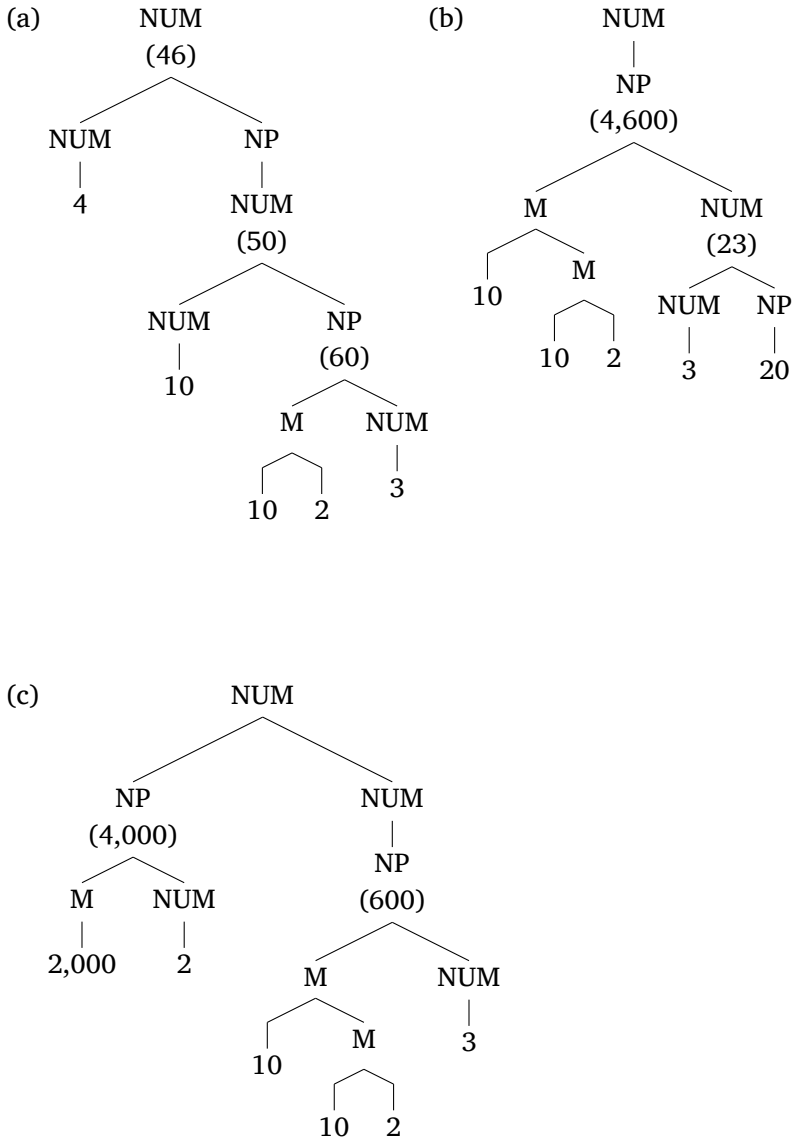 (a) NUM (b) NUM
(46) NP
NUM NP (4,600)
4 NUM M NUM
(50) M (23)
10 NUM NP
NUM NP 10 2 3 20
(60)
10
M NUM
10 2 3
(c) NUM
NP NUM
(4,000) NP
M NUM (600)
2,000 2
M NUM
10 M 3
10 2